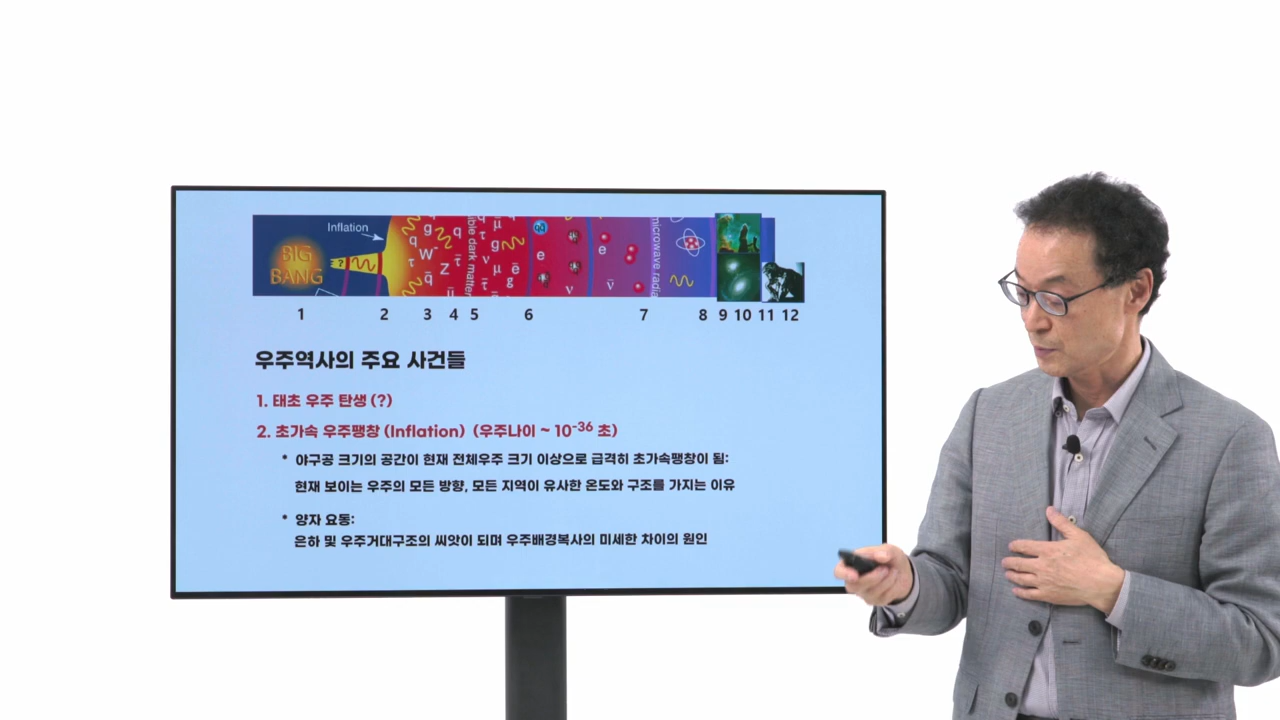 Inflation
BIG
BANG
?
microwave radia
1 2 3 4 5 6 7 8 9 10 11 12
우주역사의 주요 사건들
1. 태초 우주 탄생 (?)
2. 초가속 우주팽창 (Inflation) (우주나이 ~ 10⁻³⁶ 초)
* 야구공 크기의 공간이 현재 전체우주 크기 이상으로 급격히 초가속팽창이 됨:
현재 보이는 우주의 모든 방향, 모든 지역이 유사한 온도와 구조를 가지는 이유
* 양자 요동:
은하 및 우주거대구조의 씨앗이 되며 우주배경복사의 미세한 차이의 원인